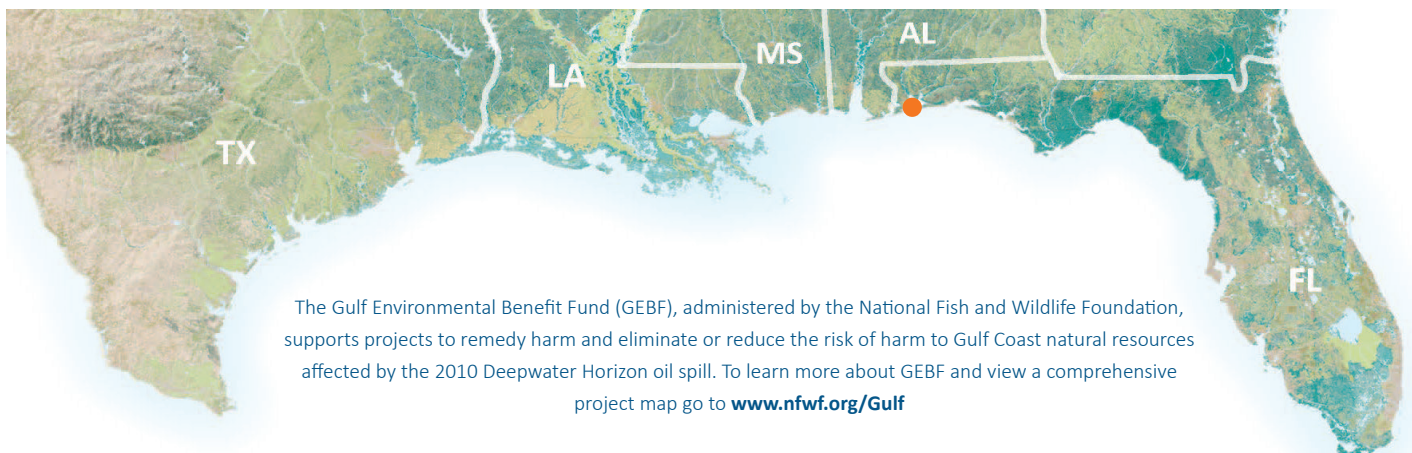 AL
MS
LA
TX
FL
The Gulf Environmental Benefit Fund (GEBF), administered by the National Fish and Wildlife Foundation,
supports projects to remedy harm and eliminate or reduce the risk of harm to Gulf Coast natural resources
affected by the 2010 Deepwater Horizon oil spill. To learn more about GEBF and view a comprehensive
project map go to www.nfwf.org/Gulf